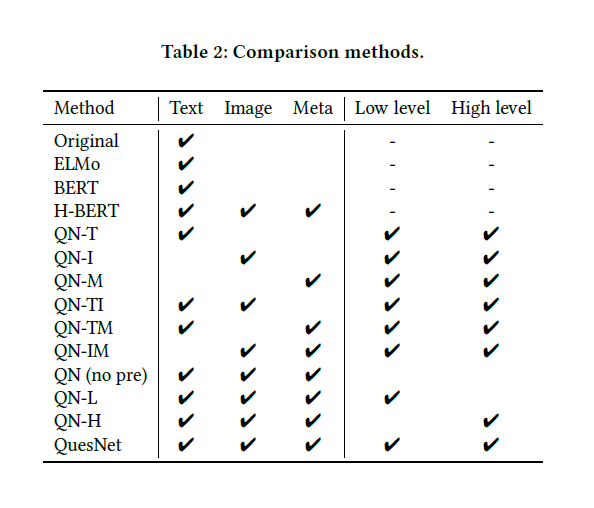 Table 2: Comparison methods.
Method Text Image Meta Low level High level
Original ✔ - -
ELMo ✔ - -
BERT ✔ - -
H-BERT ✔ ✔ ✔ - -
QN-T ✔ ✔ ✔
QN-I ✔ ✔ ✔
QN-M ✔ ✔ ✔
QN-TI ✔ ✔ ✔ ✔
QN-TM ✔ ✔ ✔ ✔
QN-IM ✔ ✔ ✔ ✔
QN (no pre) ✔ ✔ ✔
QN-L ✔ ✔ ✔ ✔
QN-H ✔ ✔ ✔ ✔
QuesNet ✔ ✔ ✔ ✔ ✔